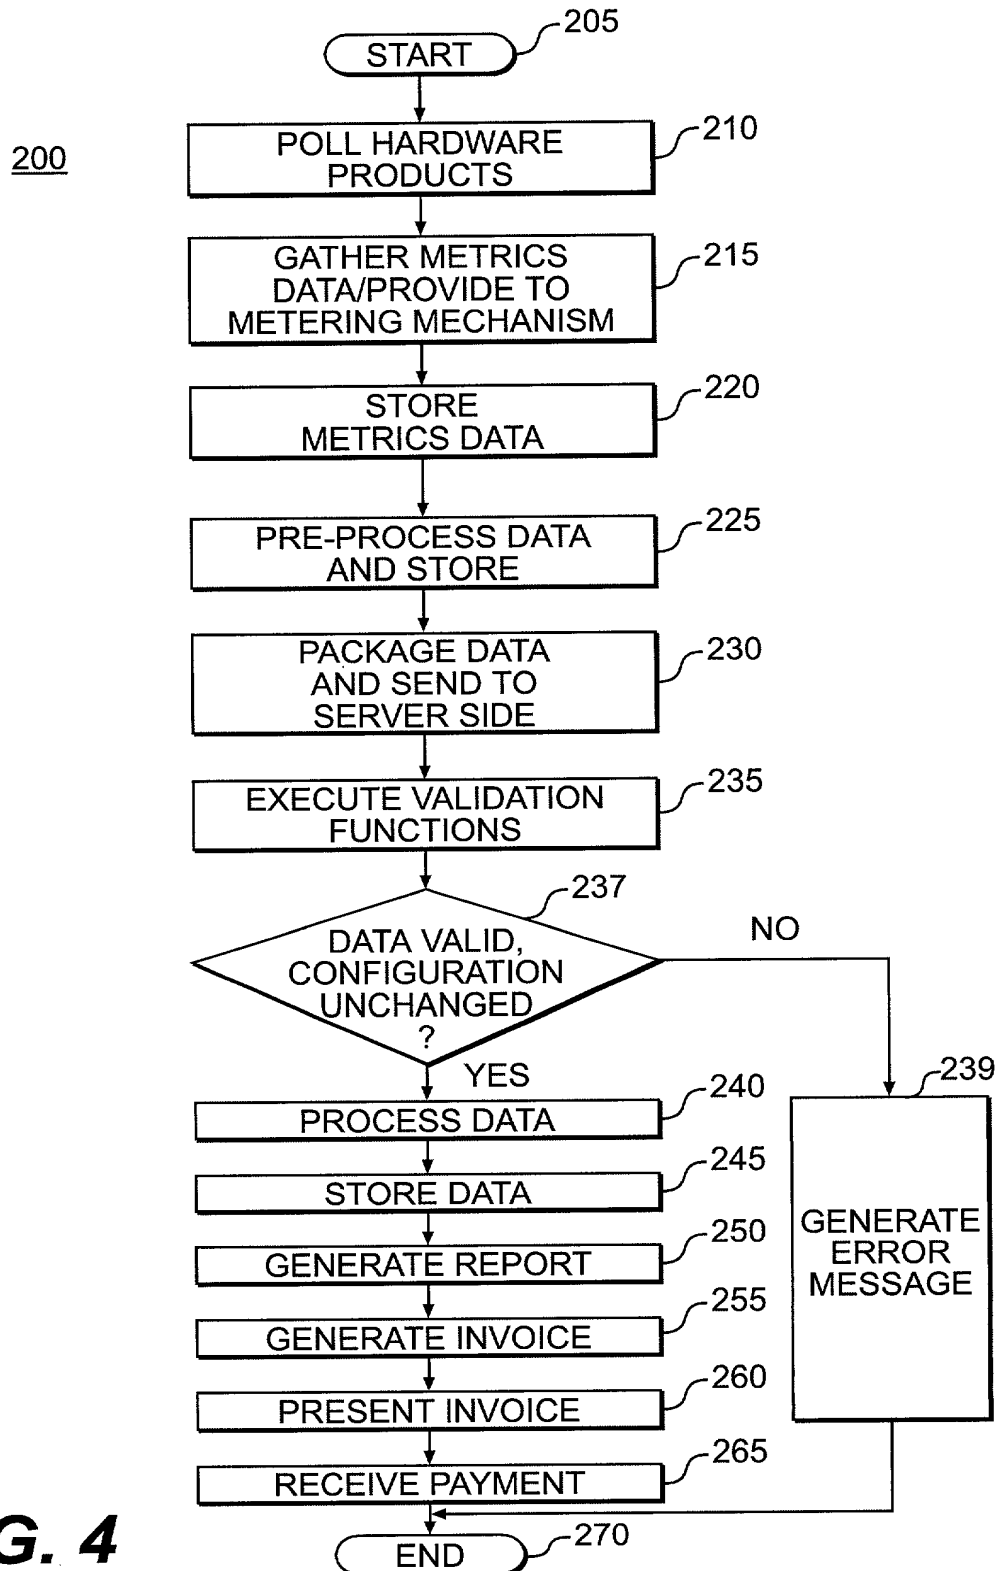 START
205
200
POLL HARDWARE
PRODUCTS
210
GATHER METRICS
DATA/PROVIDE TO
METERING MECHANISM
215
STORE
METRICS DATA
220
PRE-PROCESS DATA
AND STORE
225
PACKAGE DATA
AND SEND TO
SERVER SIDE
230
EXECUTE VALIDATION
FUNCTIONS
235
DATA VALID,
CONFIGURATION
UNCHANGED
?
237
NO
YES
239
GENERATE
ERROR
MESSAGE
PROCESS DATA
240
STORE DATA
245
GENERATE REPORT
250
GENERATE INVOICE
255
PRESENT INVOICE
260
RECEIVE PAYMENT
265
END
270
G. 4